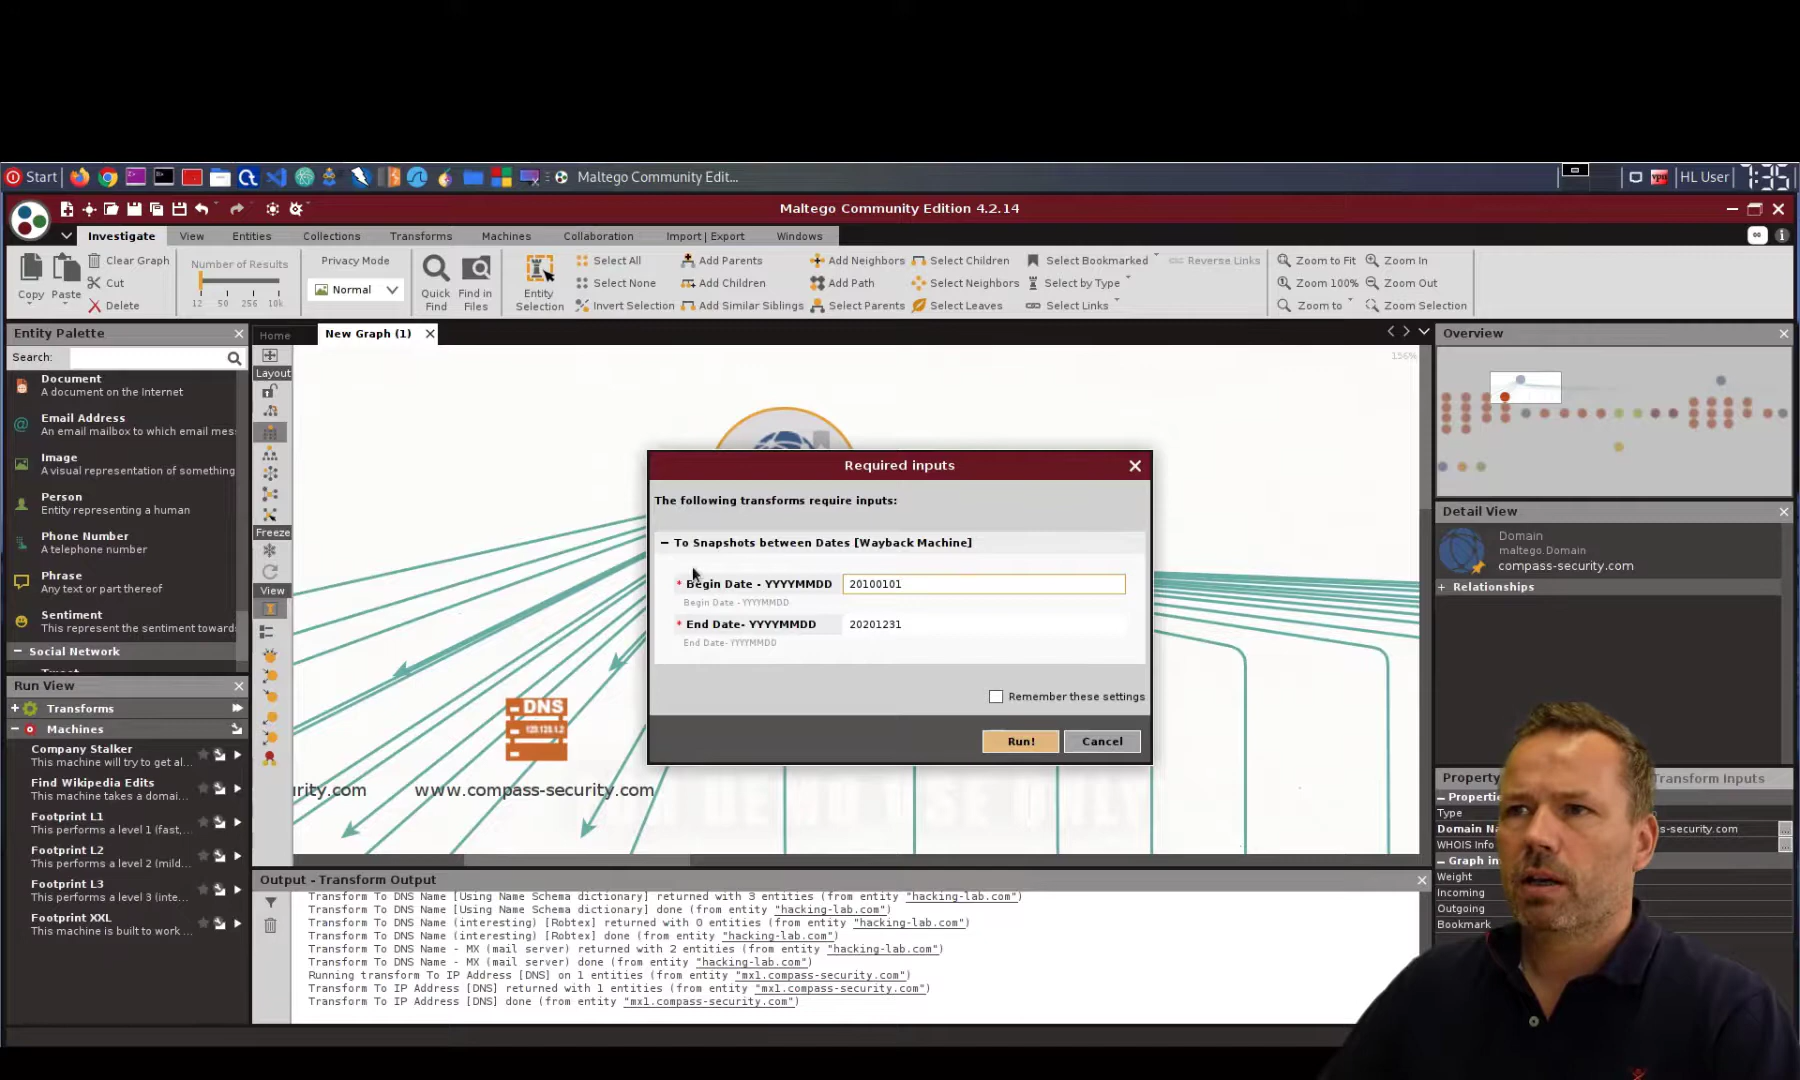 Start
Maltego Community Edit...
vpn
HL User
7:35
Maltego Community Edition 4.2.14
Investigate
View
Entities
Collections
Transforms
Machines
Collaboration
Import | Export
Windows
Copy
Paste
Clear Graph
Cut
Delete
Number of Results
12 50 256 10k
Privacy Mode
Normal
Quick Find
Find in Files
Entity Selection
Select All
Select None
Invert Selection
Add Parents
Add Children
Add Similar Siblings
Add Neighbors
Add Path
Select Parents
Select Children
Select Neighbors
Select Leaves
Select Bookmarked
Select by Type
Select Links
Reverse Links
Zoom to Fit
Zoom 100%
Zoom to
Zoom In
Zoom Out
Zoom Selection
Entity Palette
Search:
Document
A document on the Internet
Email Address
An email mailbox to which email mes
Image
A visual representation of something
Person
Entity representing a human
Phone Number
A telephone number
Phrase
Any text or part thereof
Sentiment
This represent the sentiment toward
Social Network
Run View
Transforms
Machines
Company Stalker
This machine will try to get al...
Find Wikipedia Edits
This machine takes a domai...
Footprint L1
This performs a level 1 (fast,...
Footprint L2
This performs a level 2 (mild...
Footprint L3
This performs a level 3 (inte...
Footprint XXL
This machine is built to work ...
Home
New Graph (1)
Layout
Freeze
View
156%
DNS
123.123.1.2
urity.com
www.compass-security.com
DEMO USE ONLY
Required inputs
The following transforms require inputs:
To Snapshots between Dates [Wayback Machine]
* Begin Date - YYYYMMDD
20100101
Begin Date - YYYYMMDD
* End Date- YYYYMMDD
20201231
End Date- YYYYMMDD
Remember these settings
Run!
Cancel
Output - Transform Output
Transform To DNS Name [Using Name Schema dictionary] returned with 3 entities (from entity "hacking-lab.com")
Transform To DNS Name [Using Name Schema dictionary] done (from entity "hacking-lab.com")
Transform To DNS Name (interesting) [Robtex] returned with 0 entities (from entity "hacking-lab.com")
Transform To DNS Name (interesting) [Robtex] done (from entity "hacking-lab.com")
Transform To DNS Name - MX (mail server) returned with 2 entities (from entity "hacking-lab.com")
Transform To DNS Name - MX (mail server) done (from entity "hacking-lab.com")
Running transform To IP Address [DNS] on 1 entities (from entity "mx1.compass-security.com")
Transform To IP Address [DNS] returned with 1 entities (from entity "mx1.compass-security.com")
Transform To IP Address [DNS] done (from entity "mx1.compass-security.com")
Overview
Detail View
Domain
maltego.Domain
compass-security.com
Relationships
Property
Transform Inputs
Properti
Type
Domain Na
s-security.com
WHOIS Info
Graph in
Weight
Incoming
Outgoing
Bookmark